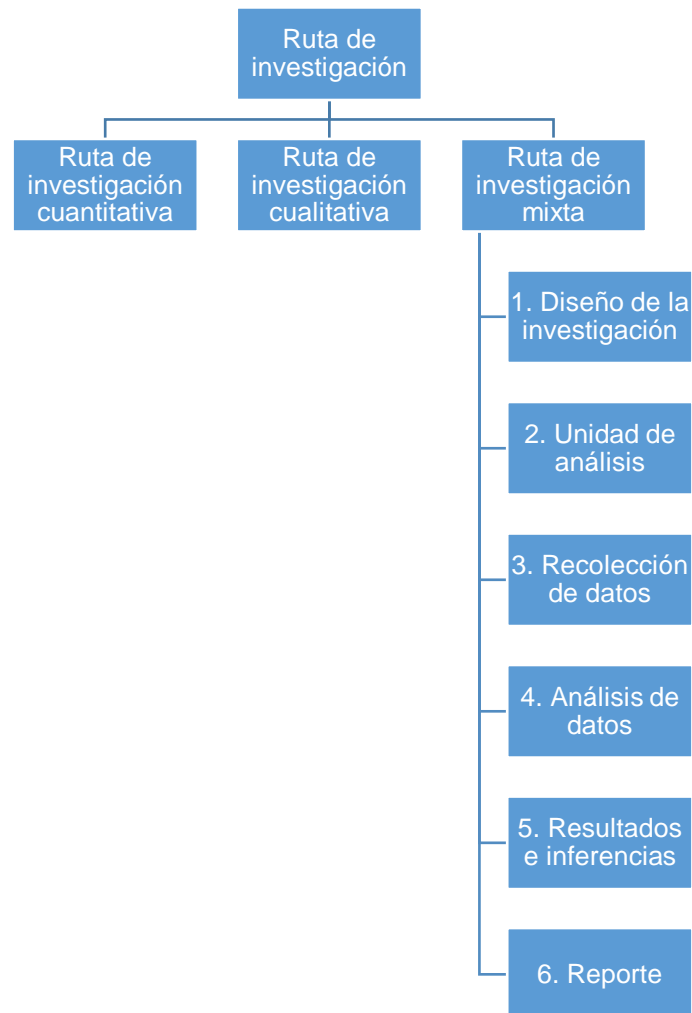 Ruta de
investigación
Ruta de
investigación
cuantitativa
Ruta de
investigación
cualitativa
Ruta de
investigación
mixta
1. Diseño de la
investigación
2. Unidad de
análisis
3. Recolección
de datos
4. Análisis de
datos
5. Resultados
e inferencias
6. Reporte